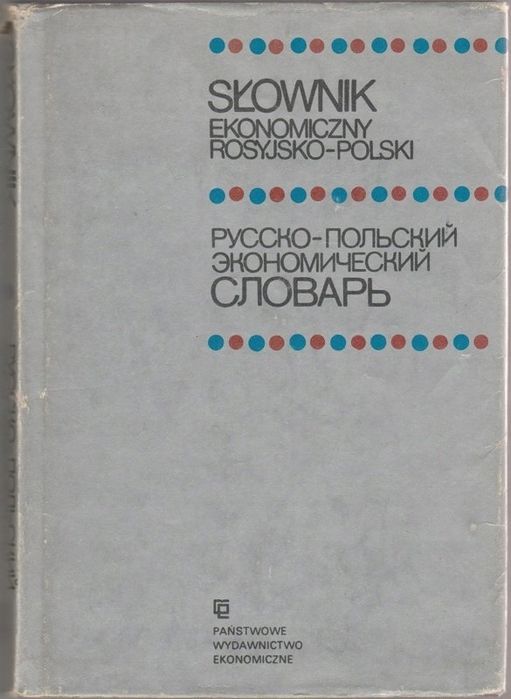 SŁOWNIK
EKONOMICZNY
ROSYJSKO-POLSKI
РУССКО-ПОЛЬСКИЙ
ЭКОНОМИЧЕСКИЙ
СЛОВАРЬ
PAŃSTWOWE
WYDAWNICTWO
EKONOMICZNE